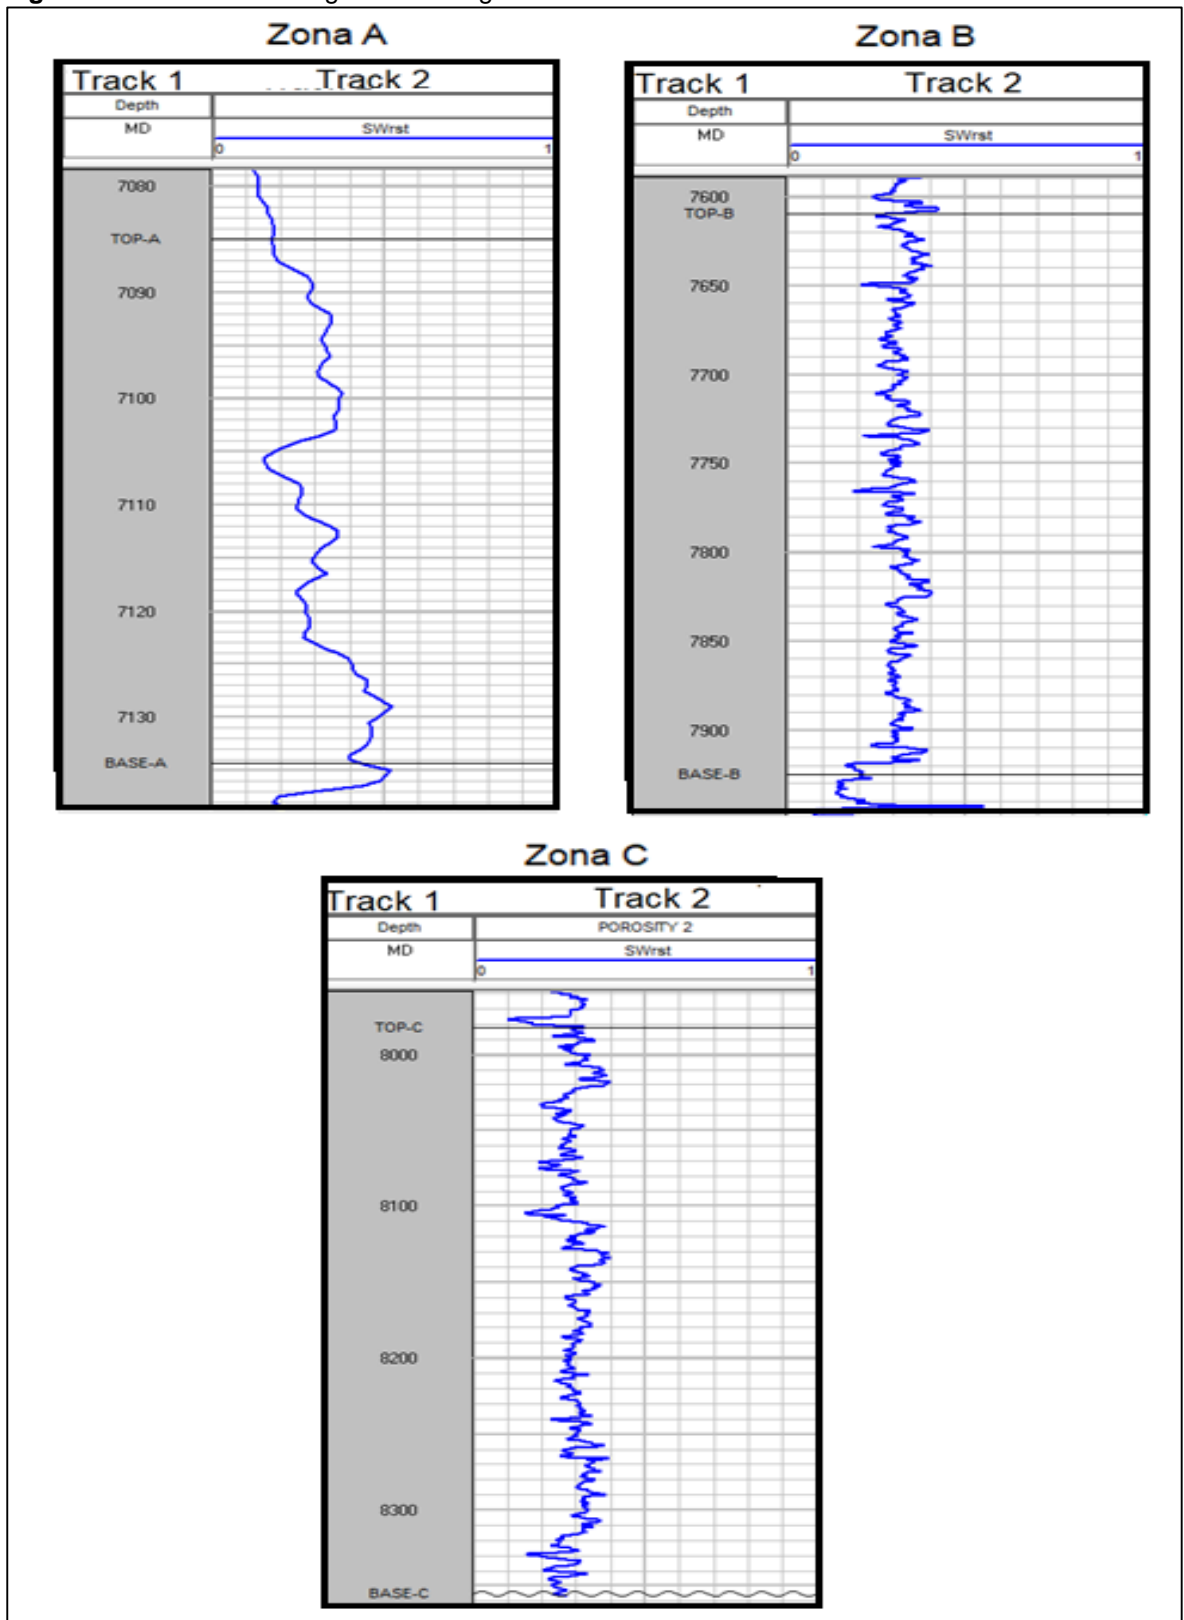 Zona A
Track 1 Track 2
Depth
MD SWrst
0 1
7080
TOP-A
7090
7100
7110
7120
7130
BASE-A
Zona B
Track 1 Track 2
Depth
MD SWrst
0 1
7600
TOP-B
7650
7700
7750
7800
7850
7900
BASE-B
Zona C
Track 1 Track 2
Depth POROSITY 2
MD SWrst
0 1
TOP-C
8000
8100
8200
8300
BASE-C